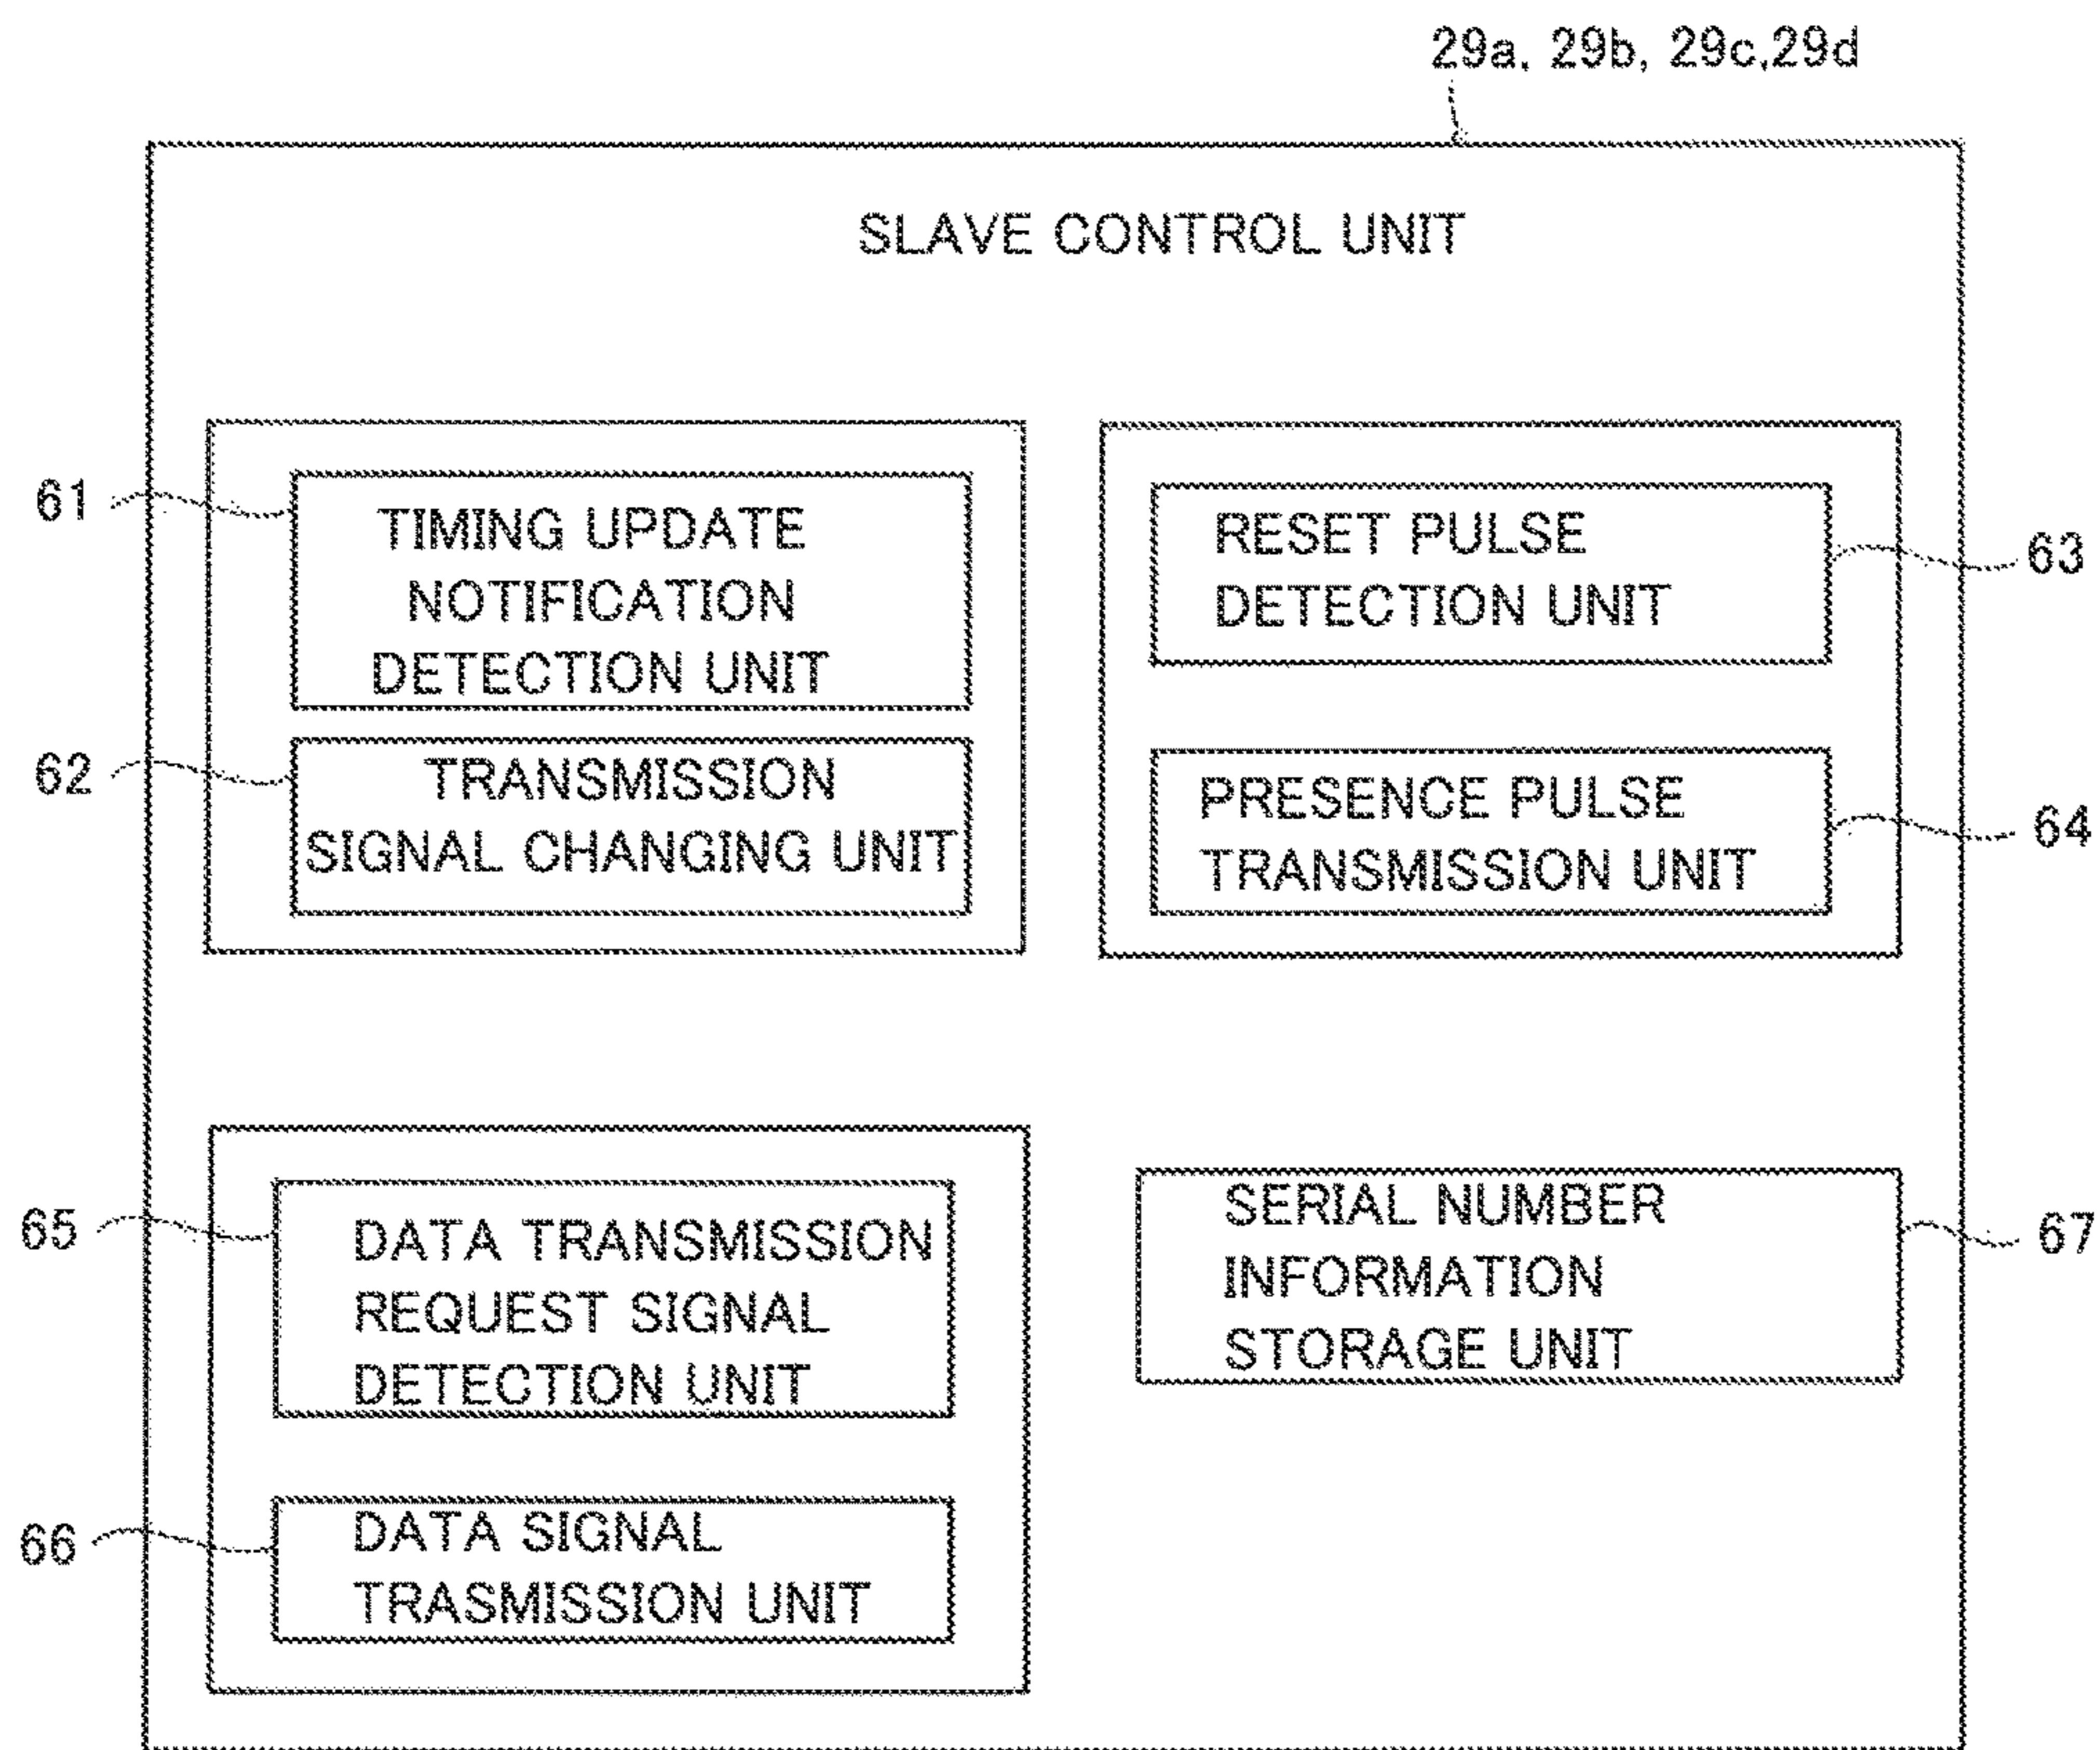 29a, 29b, 29c,29d
SLAVE CONTROL UNIT
61
TIMING UPDATE
NOTIFICATION
DETECTION UNIT
62
TRANSMISSION
SIGNAL CHANGING UNIT
RESET PULSE
DETECTION UNIT
63
PRESENCE PULSE
TRANSMISSION UNIT
64
65
DATA TRANSMISSION
REQUEST SIGNAL
DETECTION UNIT
66
DATA SIGNAL
TRASMISSION UNIT
SERIAL NUMBER
INFORMATION
STORAGE UNIT
67